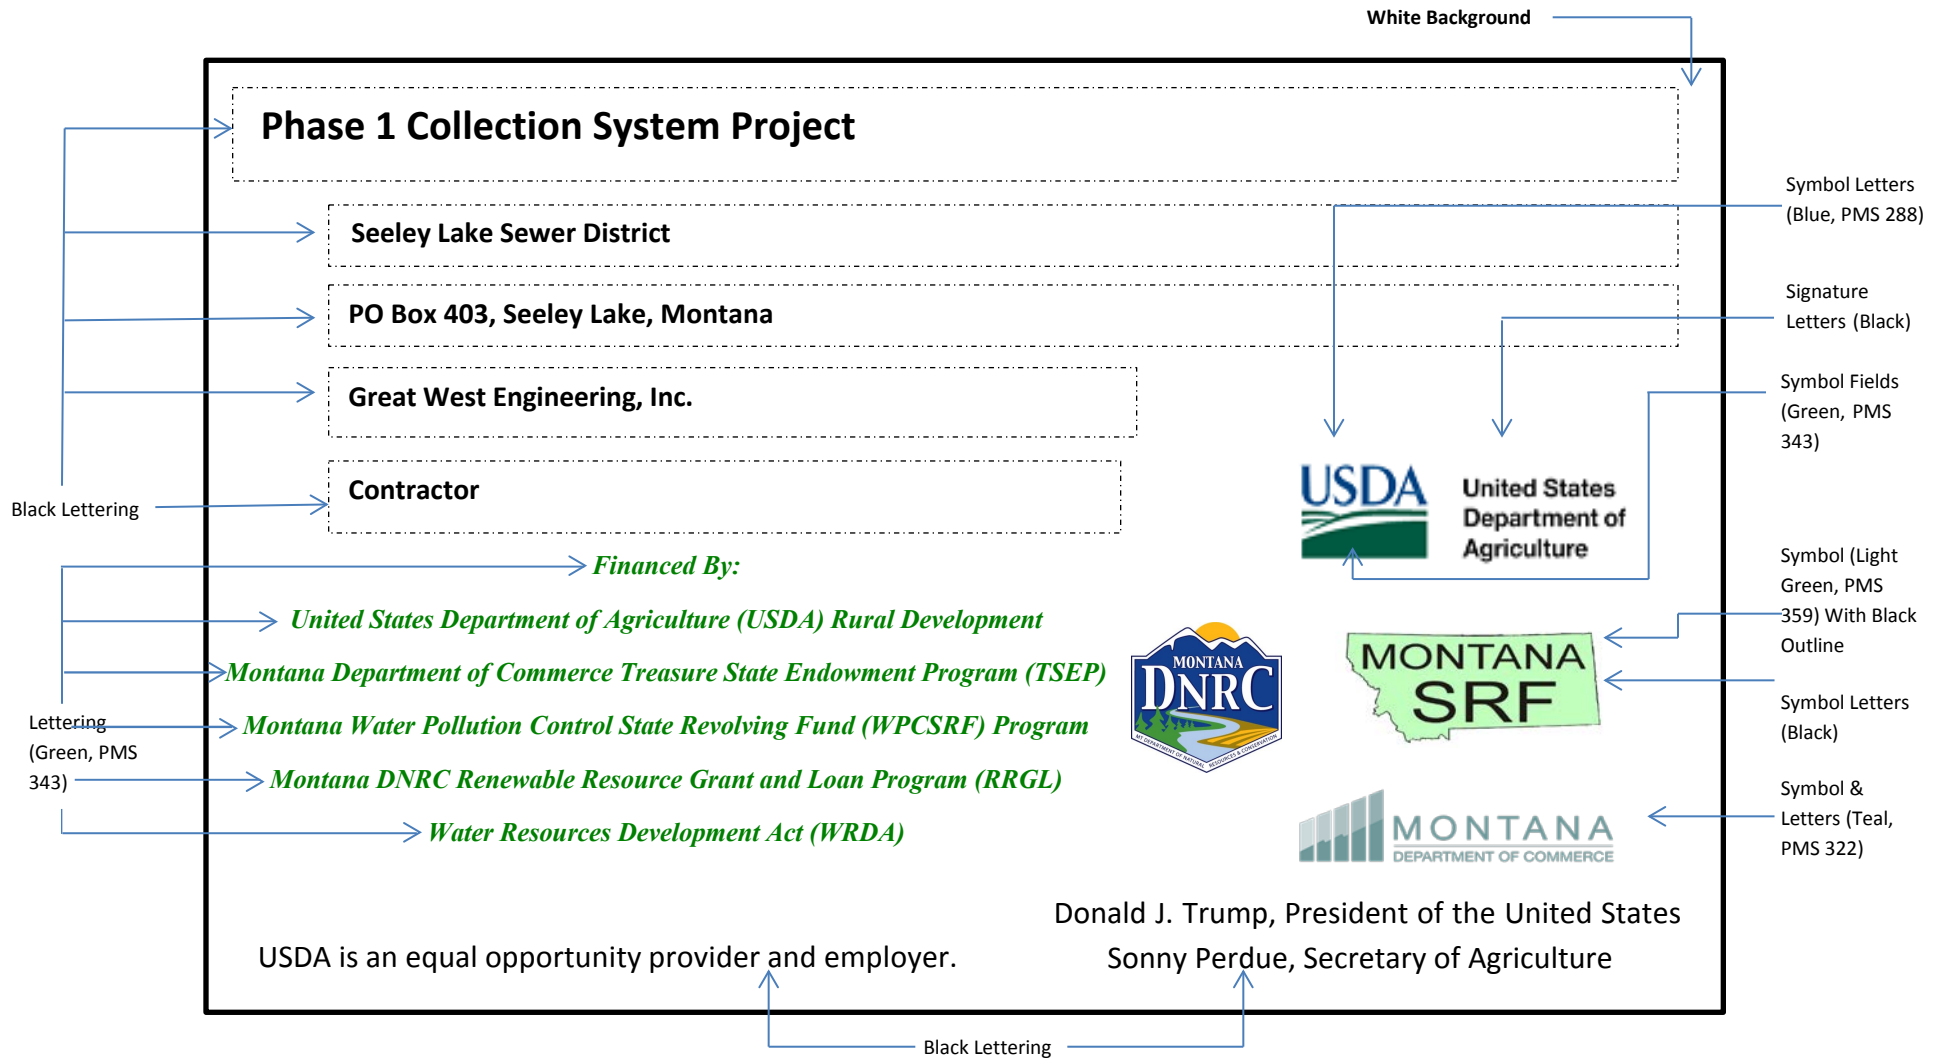 White Background
Phase 1 Collection System Project
Seeley Lake Sewer District
PO Box 403, Seeley Lake, Montana
Great West Engineering, Inc.
Contractor
Black Lettering
Financed By:
United States Department of Agriculture (USDA) Rural Development
Montana Department of Commerce Treasure State Endowment Program (TSEP)
Montana Water Pollution Control State Revolving Fund (WPCSRF) Program
Montana DNRC Renewable Resource Grant and Loan Program (RRGL)
Water Resources Development Act (WRDA)
Lettering
(Green, PMS
343)
USDA
United States
Department of
Agriculture
MONTANA
DNRC
MT DEPARTMENT OF NATURAL RESOURCES & CONSERVATION
MONTANA
SRF
MONTANA
DEPARTMENT OF COMMERCE
Symbol Letters
(Blue, PMS 288)
Signature
Letters (Black)
Symbol Fields
(Green, PMS
343)
Symbol (Light
Green, PMS
359) With Black
Outline
Symbol Letters
(Black)
Symbol &
Letters (Teal,
PMS 322)
Donald J. Trump, President of the United States
Sonny Perdue, Secretary of Agriculture
USDA is an equal opportunity provider and employer.
Black Lettering